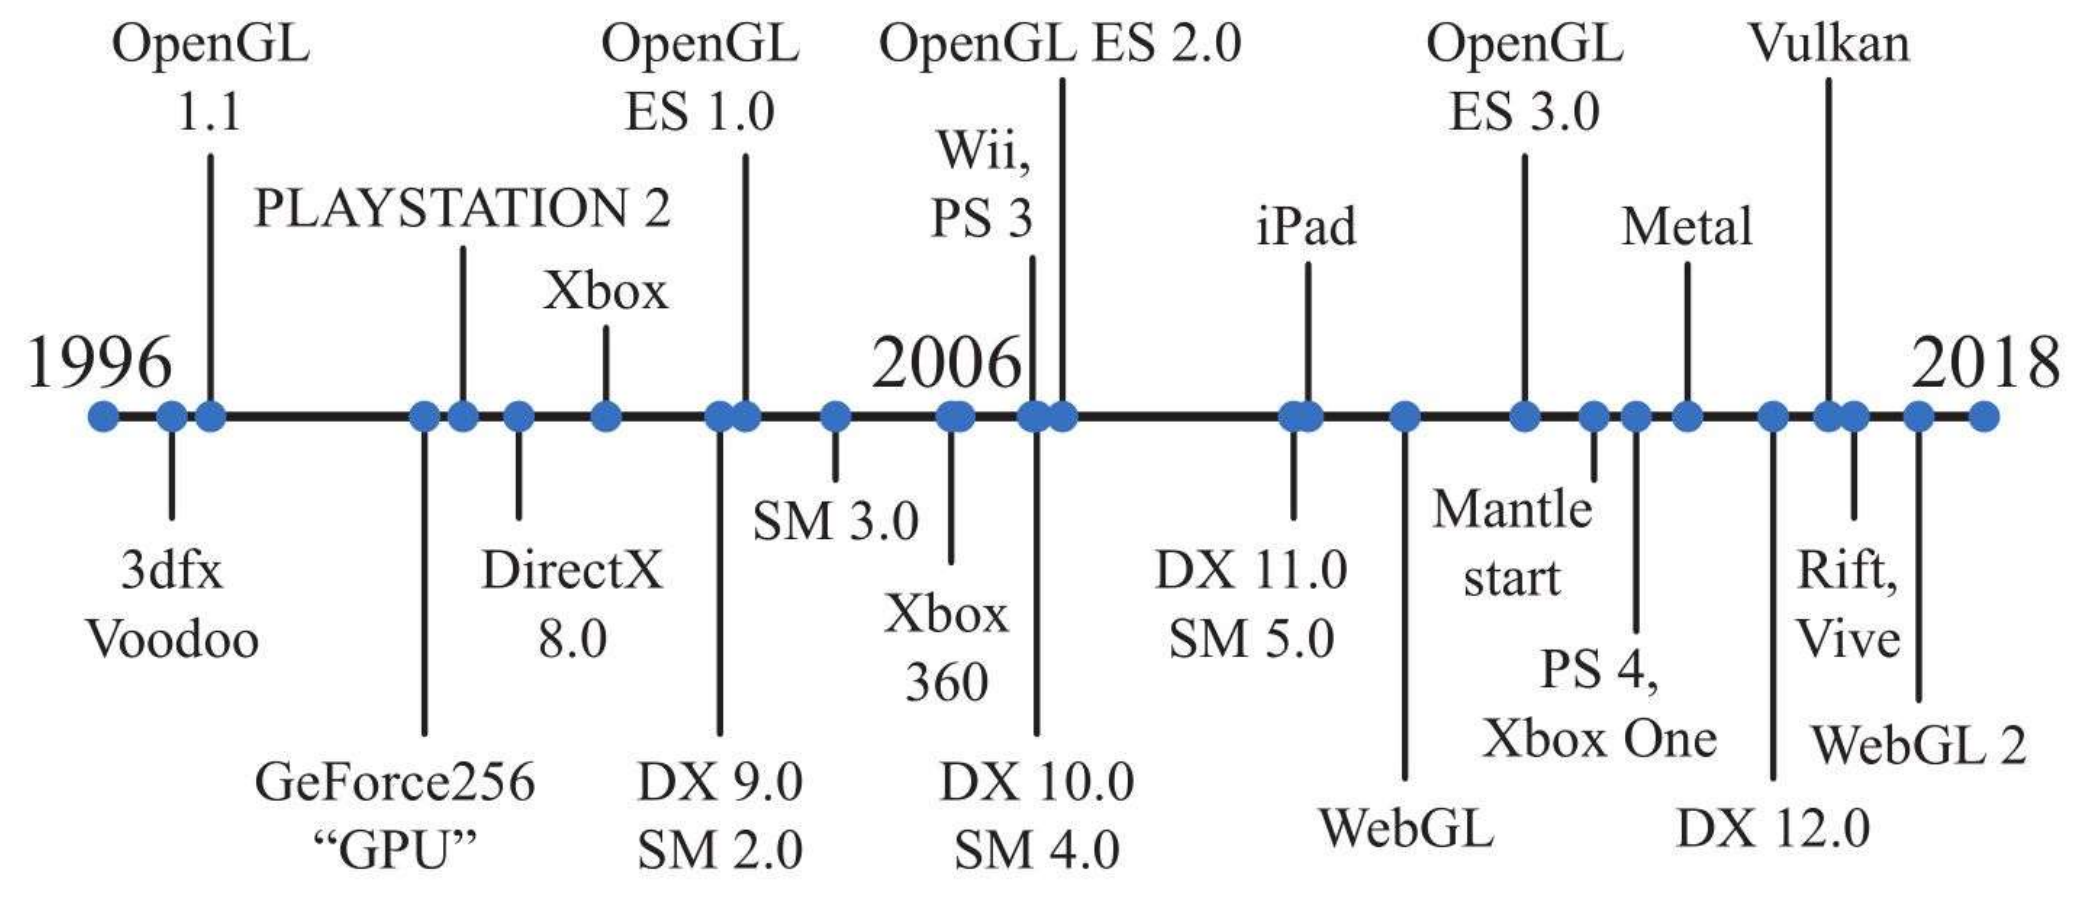 OpenGL
1.1
OpenGL
ES 1.0
OpenGL ES 2.0
OpenGL
ES 3.0
Vulkan
Wii,
PS 3
PLAYSTATION 2
Xbox
iPad
Metal
1996
2006
2018
3dfx
Voodoo
GeForce256
“GPU”
DirectX
8.0
DX 9.0
SM 2.0
SM 3.0
Xbox
360
DX 10.0
SM 4.0
DX 11.0
SM 5.0
WebGL
Mantle
start
PS 4,
Xbox One
DX 12.0
Rift,
Vive
WebGL 2